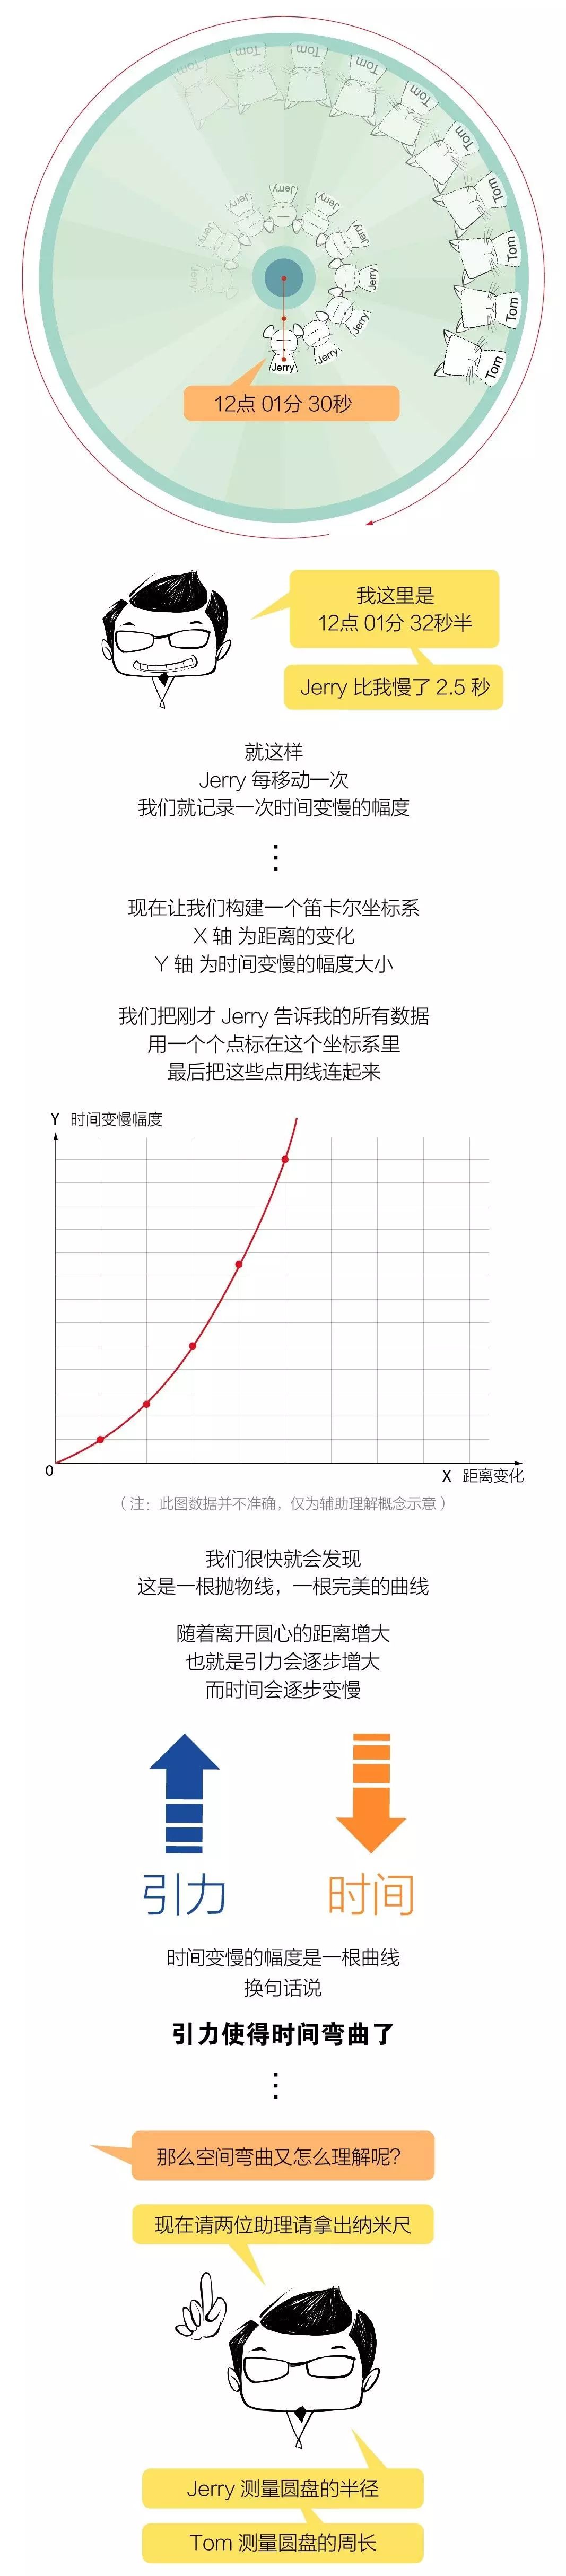 Tom
Tom
Tom
Tom
Tom
Tom
Tom
Tom
Tom
Tom
Jerry
Jerry
Jerry
Jerry
Jerry
Jerry
Jerry
Jerry
Jerry
Jerry
12点 01分 30秒
我这里是
12点 01分 32秒半
Jerry 比我慢了 2.5 秒
就这样
Jerry 每移动一次
我们就记录一次时间变慢的幅度
现在让我们构建一个笛卡尔坐标系
X 轴 为距离的变化
Y 轴 为时间变慢的幅度大小
我们把刚才 Jerry 告诉我的所有数据
用一个个点标在这个坐标系里
最后把这些点用线连起来
Y 时间变慢幅度
0
X 距离变化
（注：此图数据并不准确，仅为辅助理解概念示意）
我们很快就会发现
这是一根抛物线，一根完美的曲线
随着离开圆心的距离增大
也就是引力会逐步增大
而时间会逐步变慢
引力 时间
时间变慢的幅度是一根曲线
换句话说
引力使得时间弯曲了
那么空间弯曲又怎么理解呢?
现在请两位助理请拿出纳米尺
Jerry 测量圆盘的半径
Tom 测量圆盘的周长